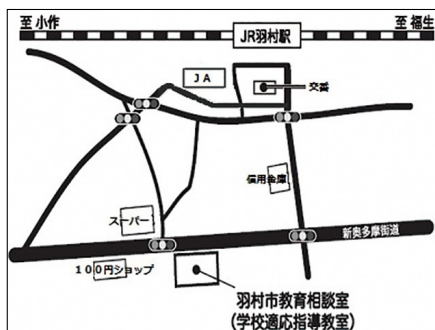 至 小作
至 福生
JR羽村駅
JA
交番
信用金庫
スーパー
新奥多摩街道
100円ショップ
羽村市教育相談室
(学校適応指導教室)